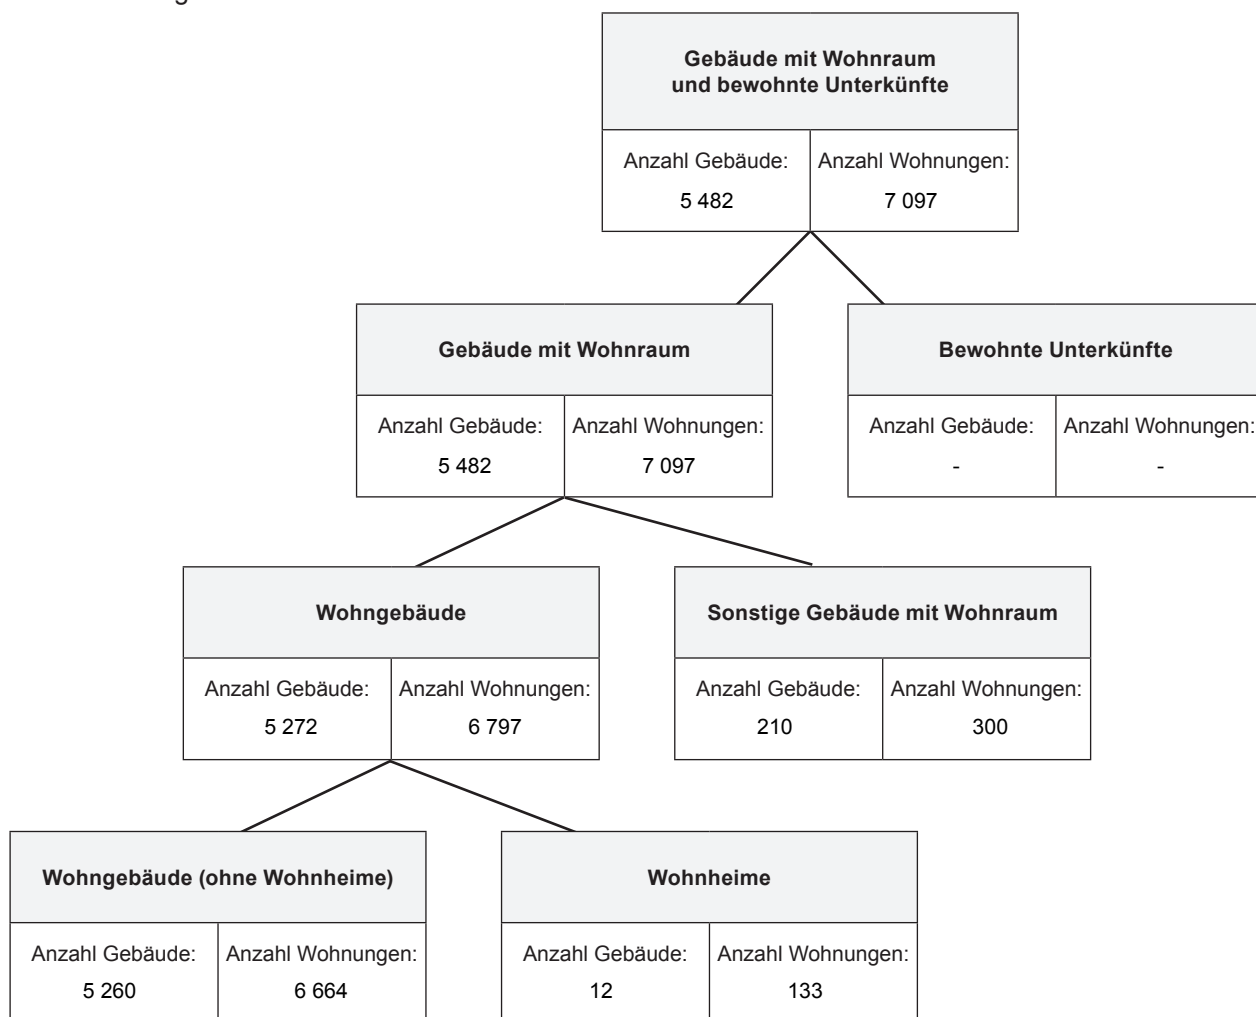 Gebäude mit Wohnraum
und bewohnte Unterkünfte
Anzahl Gebäude: Anzahl Wohnungen:
5 482 7 097
Gebäude mit Wohnraum
Anzahl Gebäude: Anzahl Wohnungen:
5 482 7 097
Bewohnte Unterkünfte
Anzahl Gebäude: Anzahl Wohnungen:
- -
Wohngebäude
Anzahl Gebäude: Anzahl Wohnungen:
5 272 6 797
Sonstige Gebäude mit Wohnraum
Anzahl Gebäude: Anzahl Wohnungen:
210 300
Wohngebäude (ohne Wohnheime)
Anzahl Gebäude: Anzahl Wohnungen:
5 260 6 664
Wohnheime
Anzahl Gebäude: Anzahl Wohnungen:
12 133